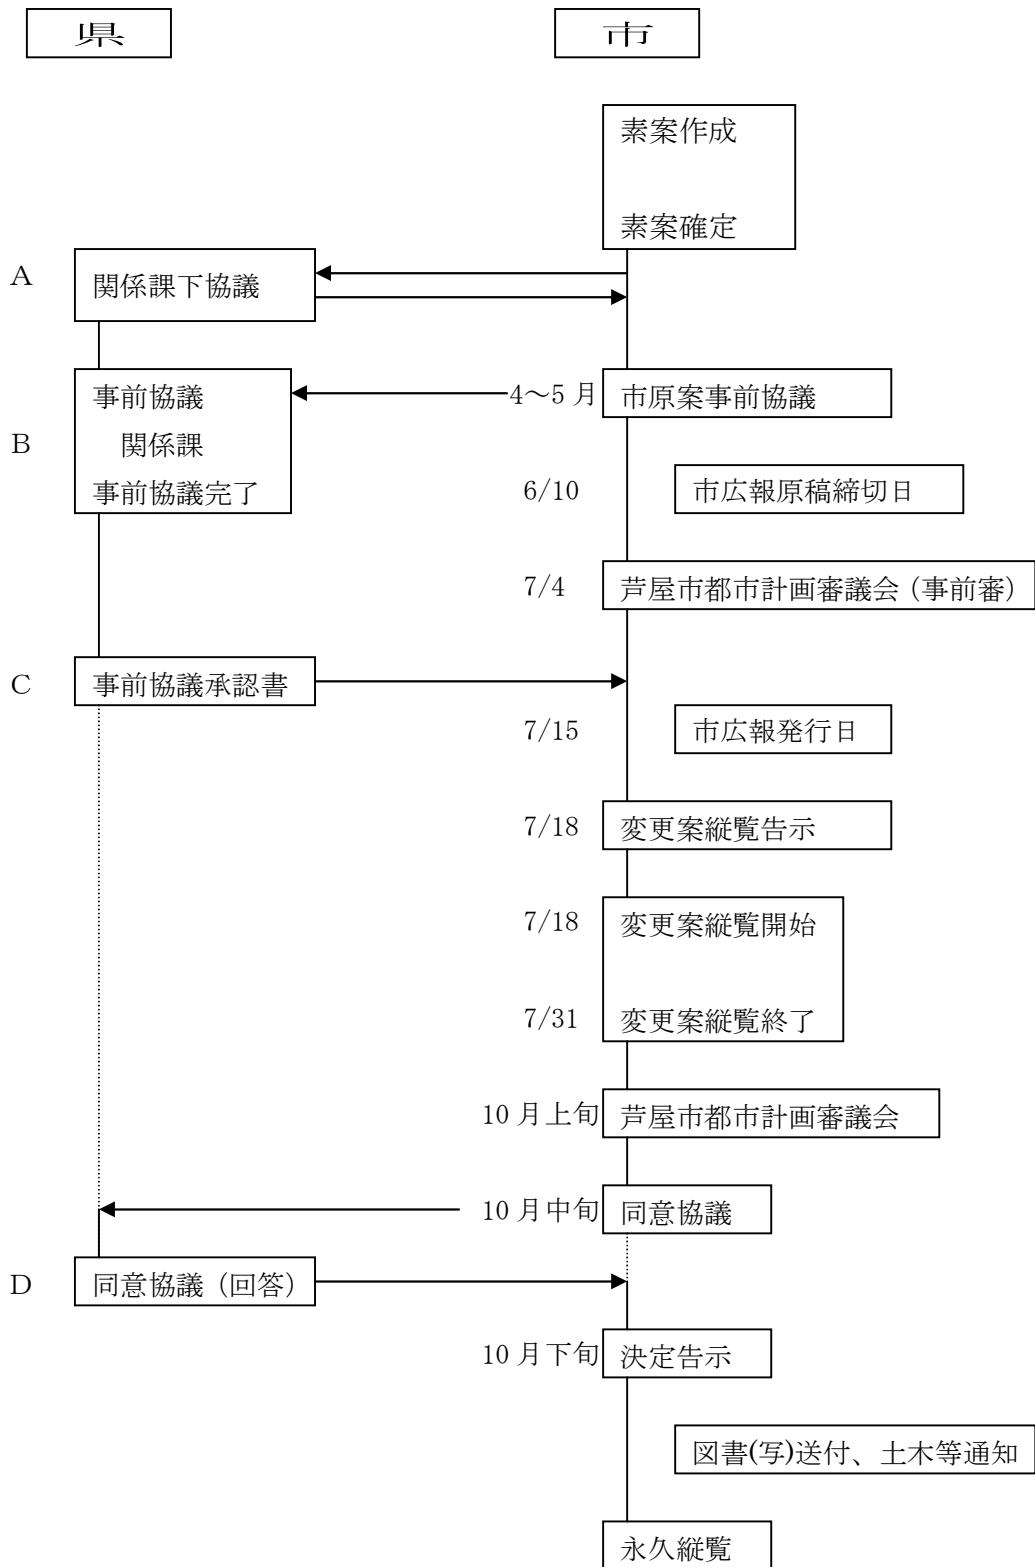 県
市
素案作成
素案確定
A
関係課下協議
事前協議
4～5 月
市原案事前協議
B
関係課
事前協議完了
6/10
市広報原稿締切日
7/4
芦屋市都市計画審議会（事前審）
C
事前協議承認書
7/15
市広報発行日
7/18
変更案縦覧告示
7/18
変更案縦覧開始
7/31
変更案縦覧終了
10 月上旬
芦屋市都市計画審議会
10 月中旬
同意協議
D
同意協議（回答）
10 月下旬
決定告示
図書(写)送付、土木等通知
永久縦覧